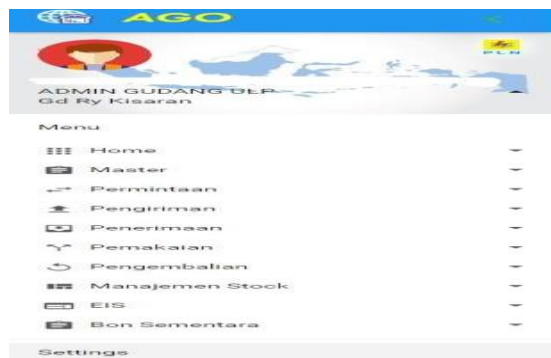 AGO
PLN
ADMIN GUDANG ULP
Gd Ry Kisaran
Menu
Home
Master
Permintaan
Pengiriman
Penerimaan
Pemakaian
Pengembalian
Manajemen Stock
EIS
Bon Sementara
Settings